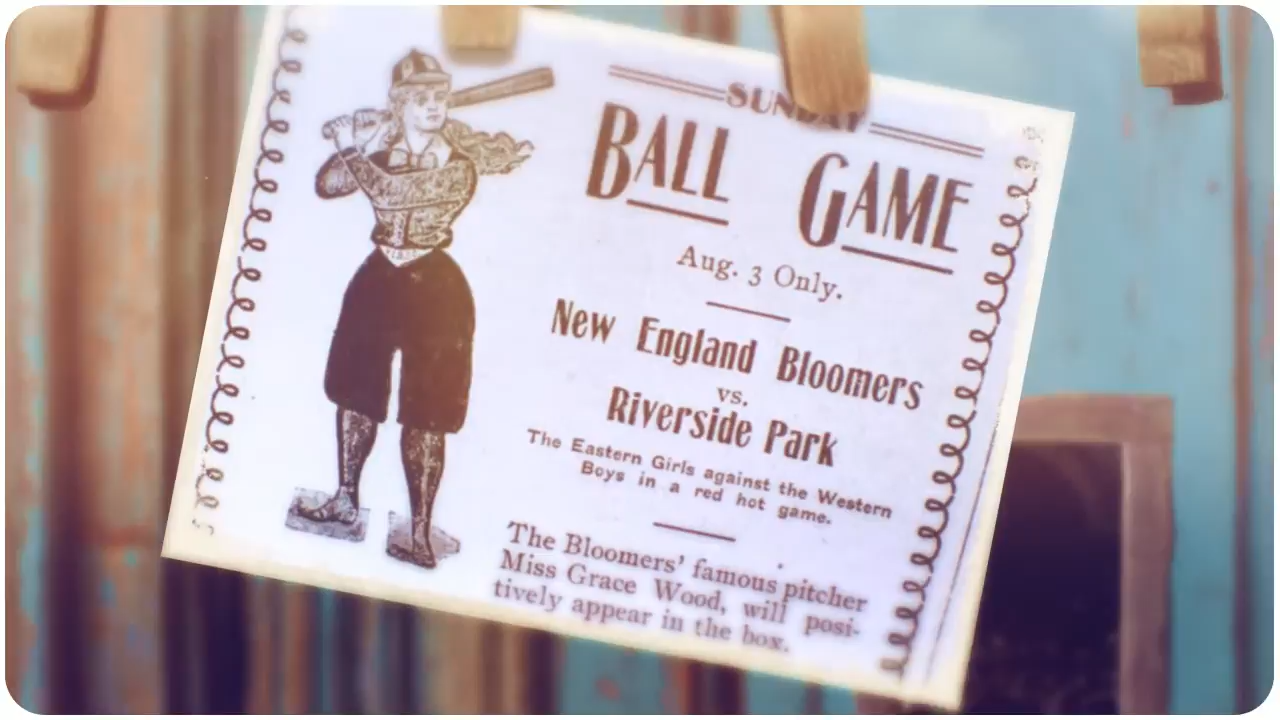 SUNDAY
BALL GAME
Aug. 3 Only.
New England Bloomers
vs.
Riverside Park
The Eastern Girls against the Western
Boys in a red hot game.
The Bloomers' famous pitcher
Miss Grace Wood, will posi-
tively appear in the box.